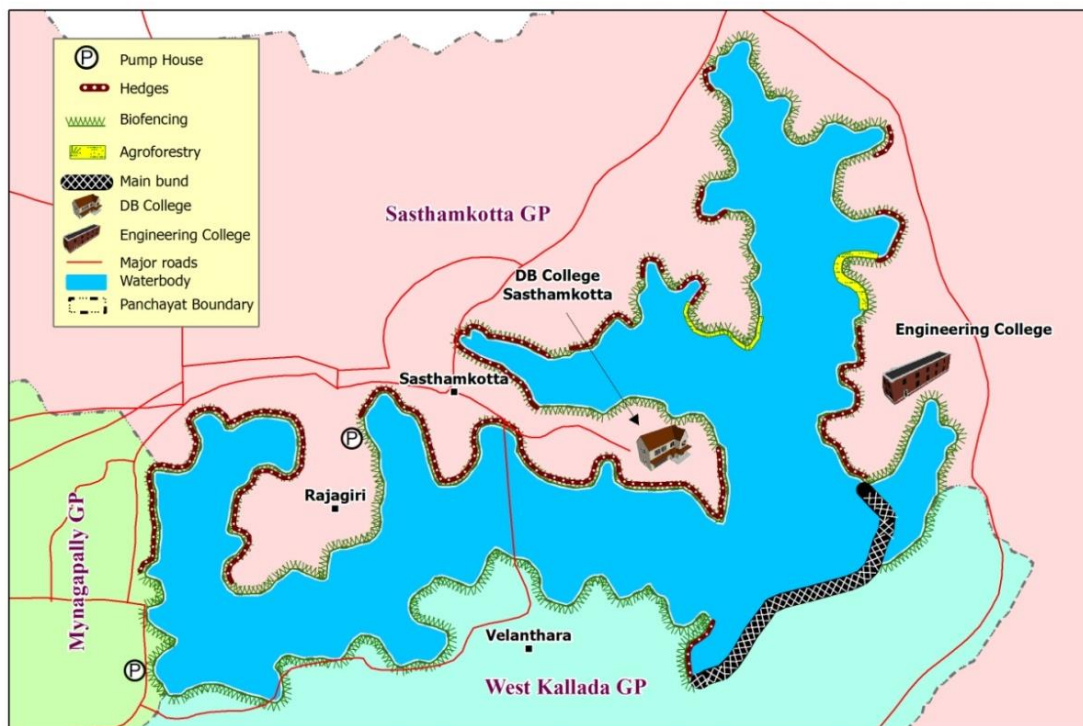 P
Pump House
Hedges
Biofencing
Agroforestry
Main bund
DB College
Engineering College
Major roads
Waterbody
Panchayat Boundary
Sasthamkotta GP
DB College
Sasthamkotta
Engineering College
Sasthamkotta
P
Rajagiri
Mynagapally GP
Velanthara
P
West Kallada GP